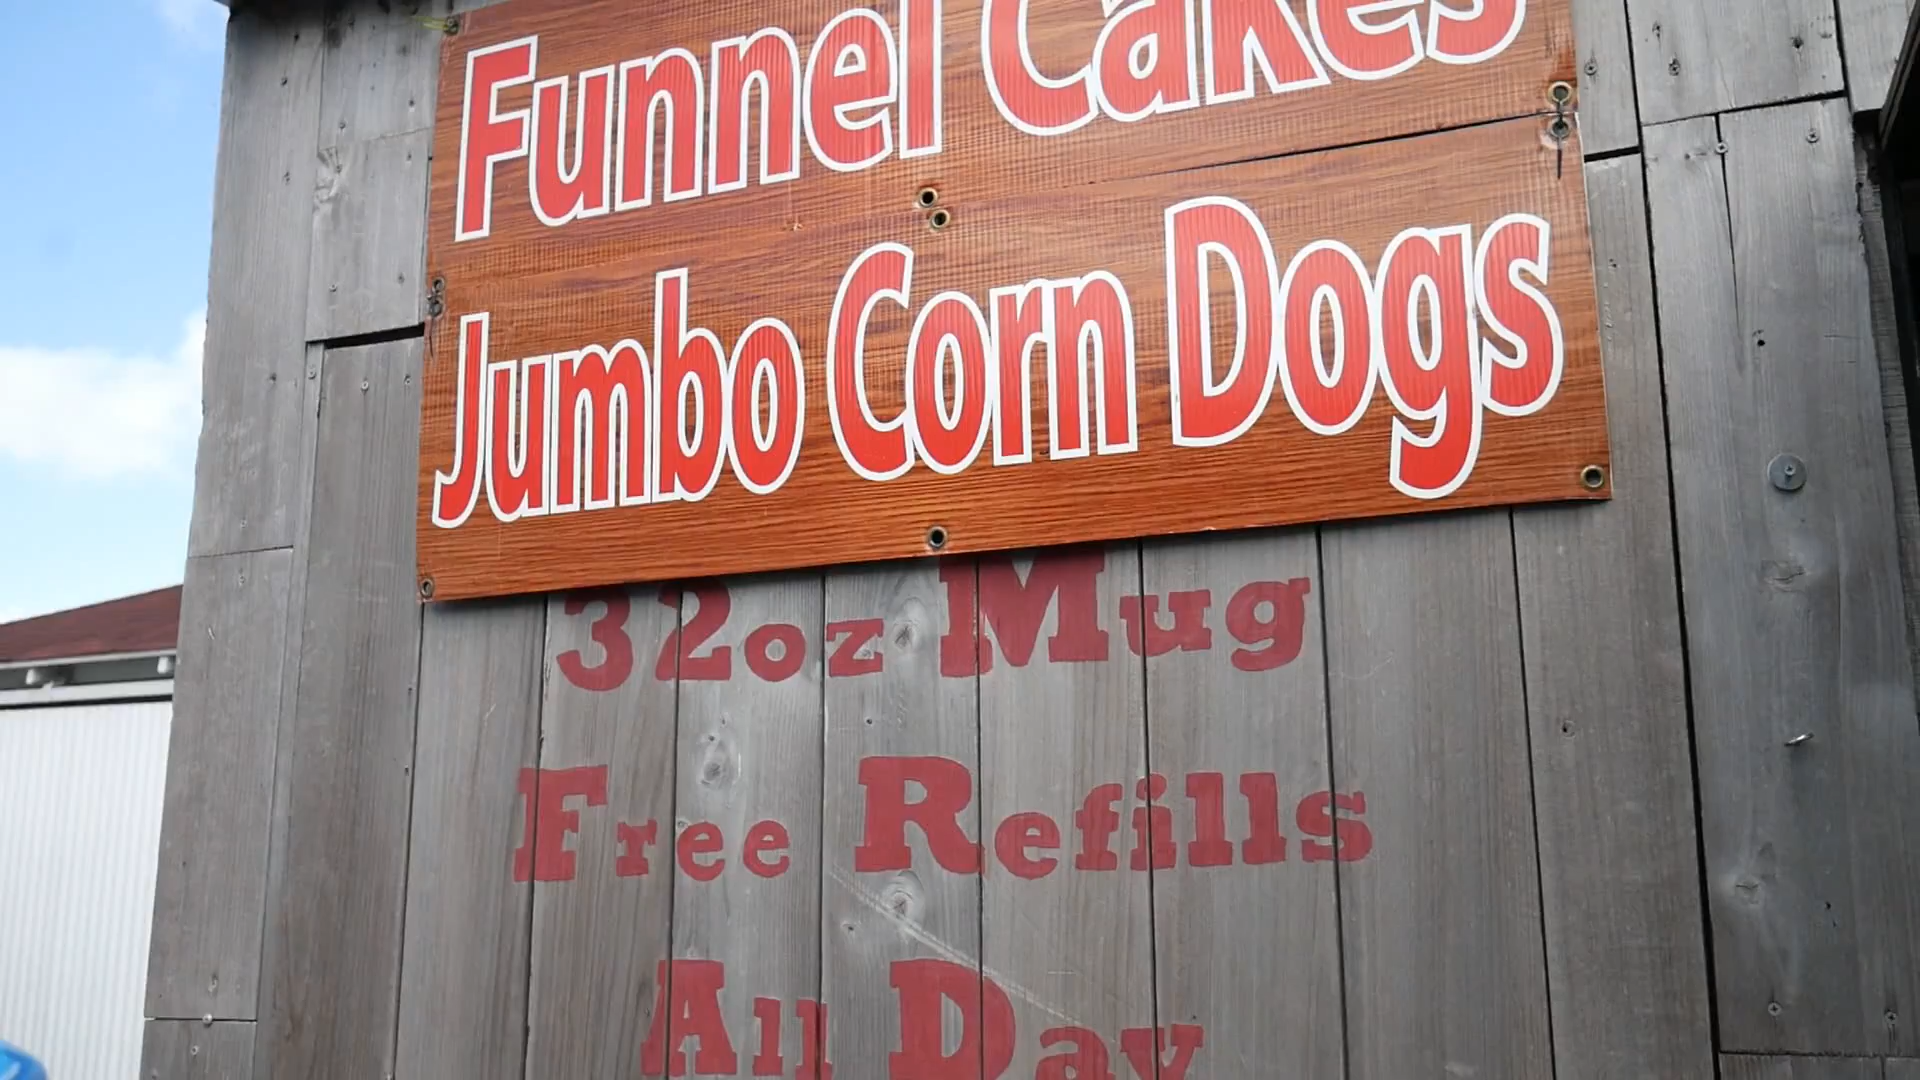 Funnel Cakes
Jumbo Corn Dogs
32oz Mug
Free Refills
All Day